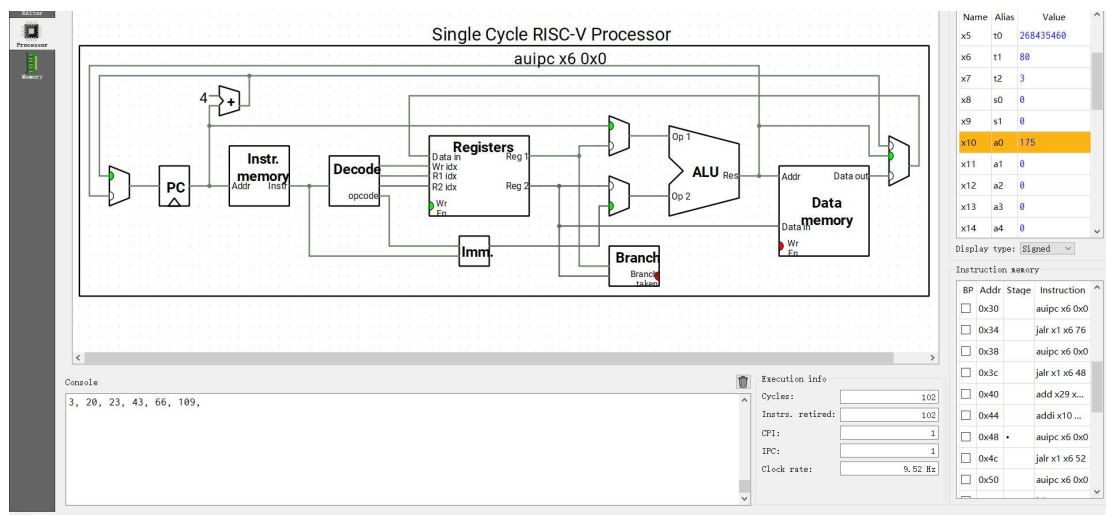 Editor
Processor
Memory
Single Cycle RISC-V Processor
auipc x6 0x0
4
+
PC
Instr.
memory
Addr Instr
Decode
opcode
Registers
Data in Reg 1
Wr idx
R1 idx
R2 idx Reg 2
Wr
En
Imm.
Op 1
ALU Res
Op 2
Branch
Branch
taken
Addr Data out
Data
memory
Data in
Wr
En
Name Alias Value
x5 t0 268435460
x6 t1 80
x7 t2 3
x8 s0 0
x9 s1 0
x10 a0 175
x11 a1 0
x12 a2 0
x13 a3 0
x14 a4 0
Display type: Signed
Instruction memory
BP Addr Stage Instruction
0x30 auipc x6 0x0
0x34 jalr x1 x6 76
0x38 auipc x6 0x0
0x3c jalr x1 x6 48
0x40 add x29 x...
0x44 addi x10 ...
0x48 • auipc x6 0x0
0x4c jalr x1 x6 52
0x50 auipc x6 0x0
Console
3, 20, 23, 43, 66, 109,
Execution info
Cycles: 102
Instrs. retired: 102
CPI: 1
IPC: 1
Clock rate: 9.52 Hz